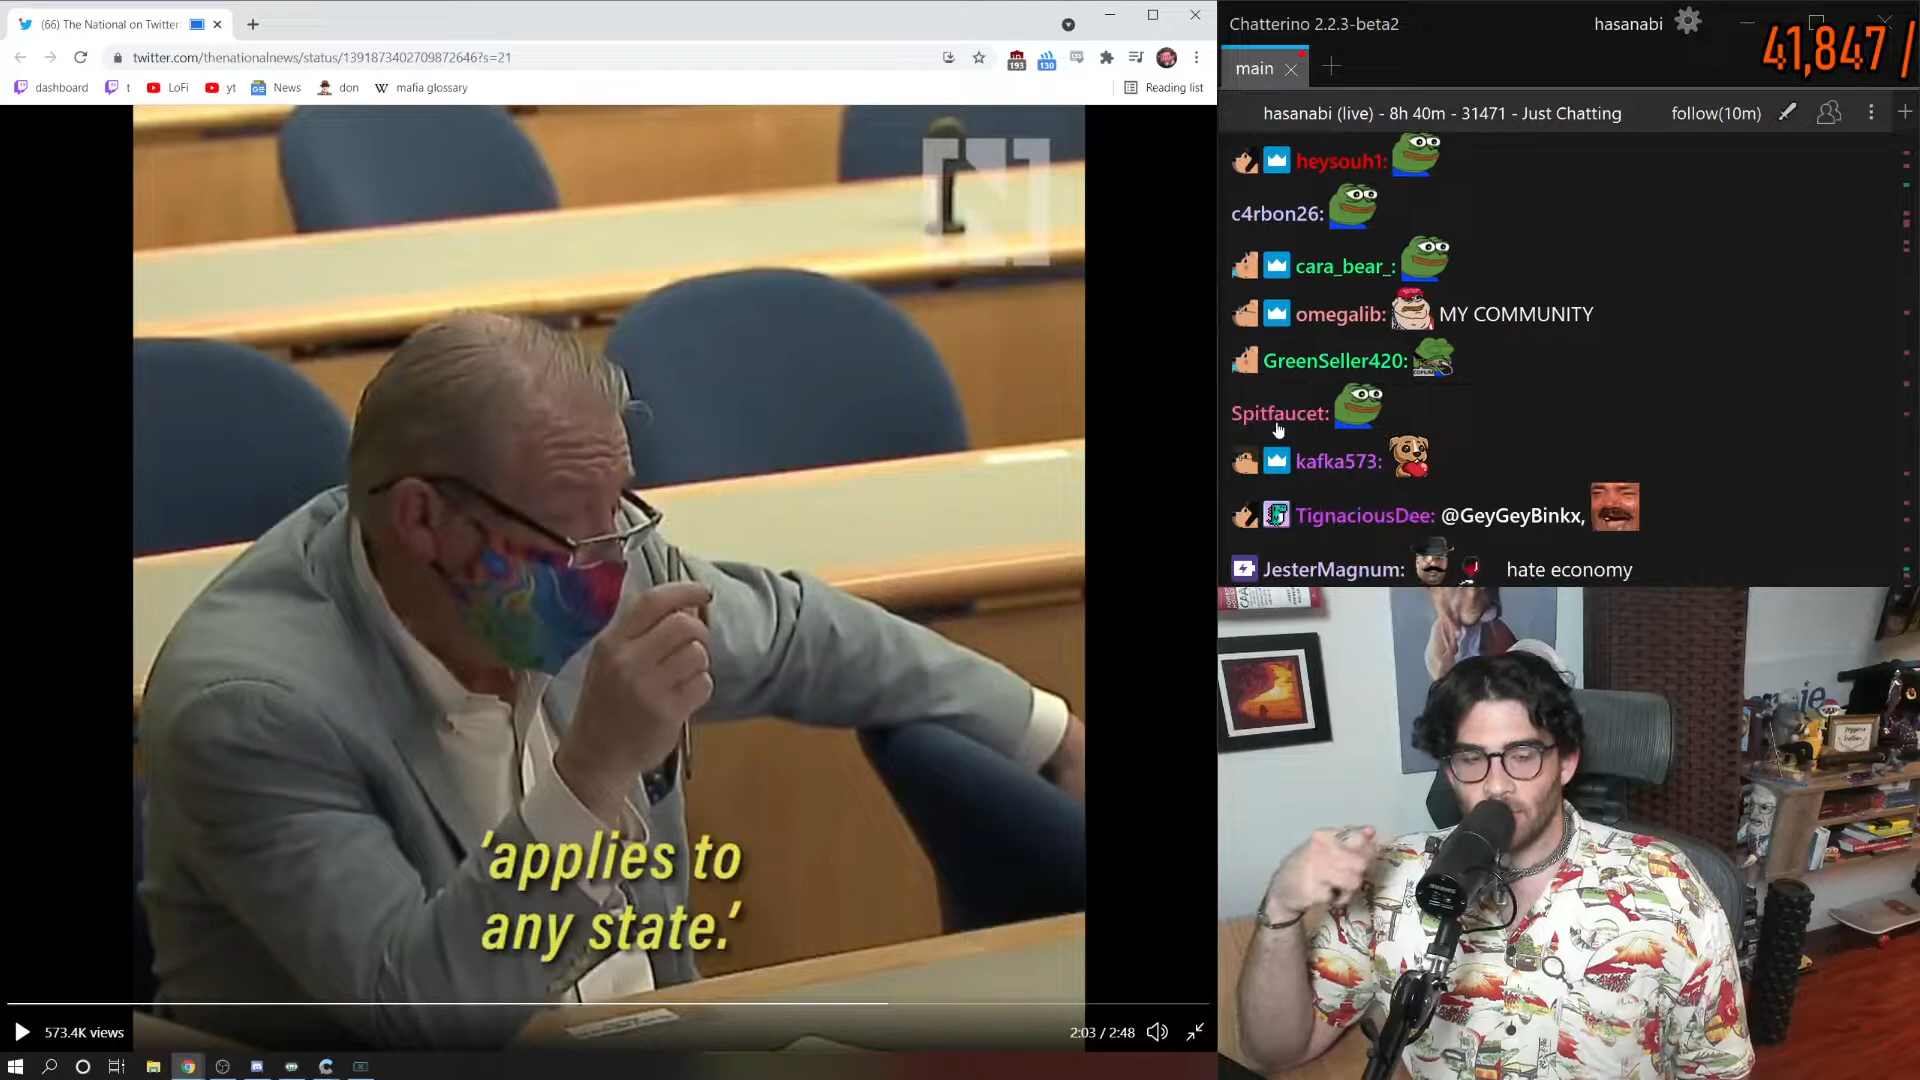 (66) The National on Twitter
twitter.com/thenationalnews/status/1391873402709872646?s=21
193
130
dashboard
t
LoFi
yt
News
don
W
mafia glossary
Reading list
N
'applies to
any state.'
573.4K views
2:03 / 2:48
Chatterino 2.2.3-beta2
hasanabi
41,847 /
main
hasanabi (live) - 8h 40m - 31471 - Just Chatting
follow(10m)
heysouh1:
c4rbon26:
cara_bear_:
omegalib: MY COMMUNITY
GreenSeller420:
Spitfaucet:
kafka573:
TignaciousDee: @GeyGeyBinkx,
JesterMagnum: hate economy